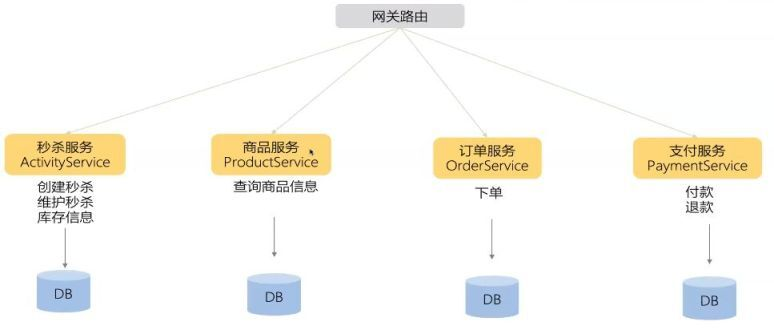 网关路由
秒杀服务
ActivityService
创建秒杀
维护秒杀
库存信息
DB
商品服务
ProductService
查询商品信息
DB
订单服务
OrderService
下单
DB
支付服务
PaymentService
付款
退款
DB